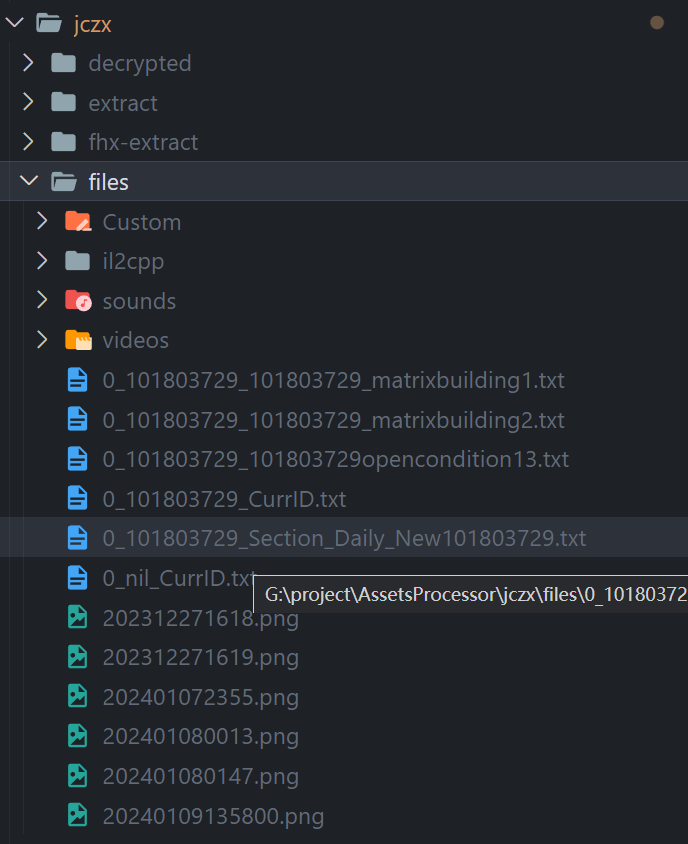 jczx
decrypted
extract
fhx-extract
files
Custom
il2cpp
sounds
videos
0_101803729_101803729_matrixbuilding1.txt
0_101803729_101803729_matrixbuilding2.txt
0_101803729_101803729opencondition13.txt
0_101803729_CurrID.txt
0_101803729_Section_Daily_New101803729.txt
0_nil_CurrID.txt
G:\project\AssetsProcessor\jczx\files\0_10180372
202312271618.png
202312271619.png
202401072355.png
202401080013.png
202401080147.png
20240109135800.png